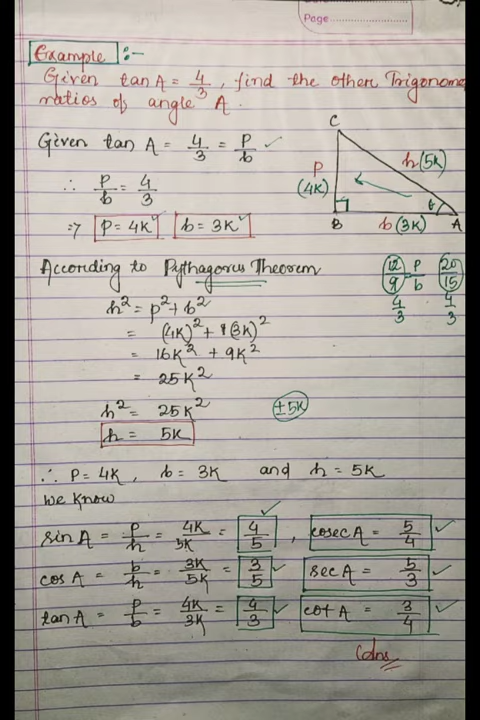 Page
Example :-
Given tan A = 4/3, find the other Trigonome
ratios of angle A.
Given tan A = 4/3 = P/b ✓
∴ P/b = 4/3
=> P = 4K b = 3K
C
P
(4K)
h(5K)
B
b(3K)
A
According to Pythagorus Theorem
12/9 = P/b 20/15
4/3 4/3
h² = p² + b²
= (4K)² + (3K)²
= 16K² + 9K²
= 25K²
h² = 25K² ±5K
h = 5K
∴ P = 4K, b = 3K and h = 5K
We Know
sin A = P/h = 4K/5K = 4/5, cosec A = 5/4 ✓
cos A = b/h = 3K/5K = 3/5 ✓ sec A = 5/3 ✓
tan A = P/b = 4K/3K = 4/3 ✓ cot A = 3/4 ✓